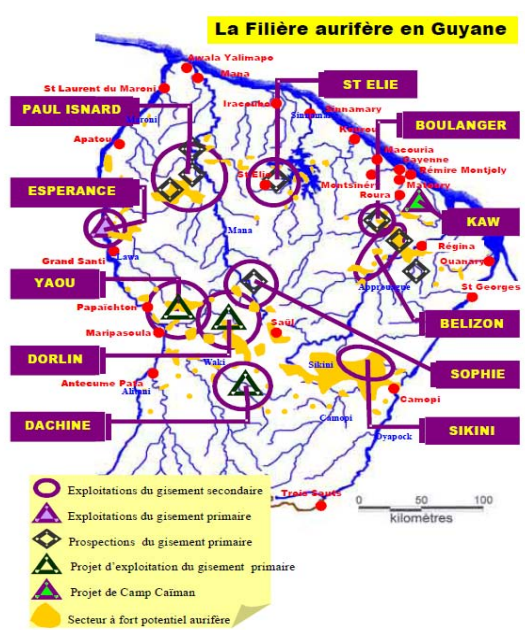 La Filière aurifère en Guyane
Awala Yalimapo
Mana
ST ELIE
St Laurent du Maroni
PAUL ISNARD
Iracoubo
Sinnamary
Sinnamary
Maroni
BOULANGER
Kourou
Apatou
Macouria
Cayenne
Rémire Montjoly
St Elie
Montsinéry
Matoury
ESPERANCE
Roura
KAW
Mana
Régina
Lawa
Ouanary
Grand Santi
YAOU
Approuague
St Georges
Papaïchton
BELIZON
Maripasoula
Saül
DORLIN
Waki
Sikini
SOPHIE
Antecume Pata
Alitani
Camopi
DACHINE
Camopi
Oyapock
SIKINI
Trois Sauts
0 50 100
kilomètres
Exploitations du gisement secondaire
Exploitations du gisement primaire
Prospections du gisement primaire
Projet d’exploitation du gisement primaire
Projet de Camp Caïman
Secteur à fort potentiel aurifère